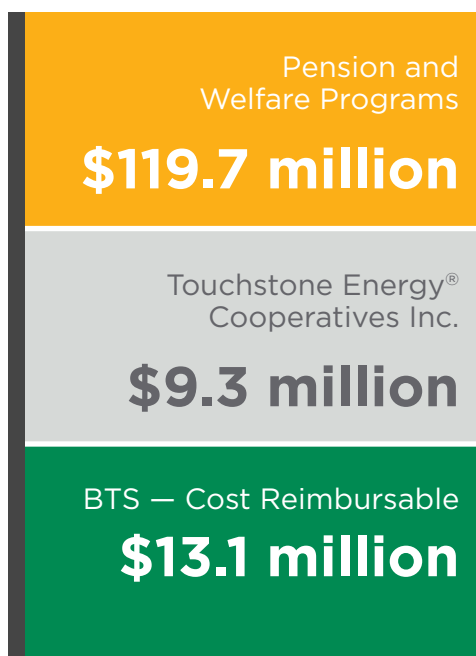 Pension and
Welfare Programs
$119.7 million
Touchstone Energy®
Cooperatives Inc.
$9.3 million
BTS — Cost Reimbursable
$13.1 million